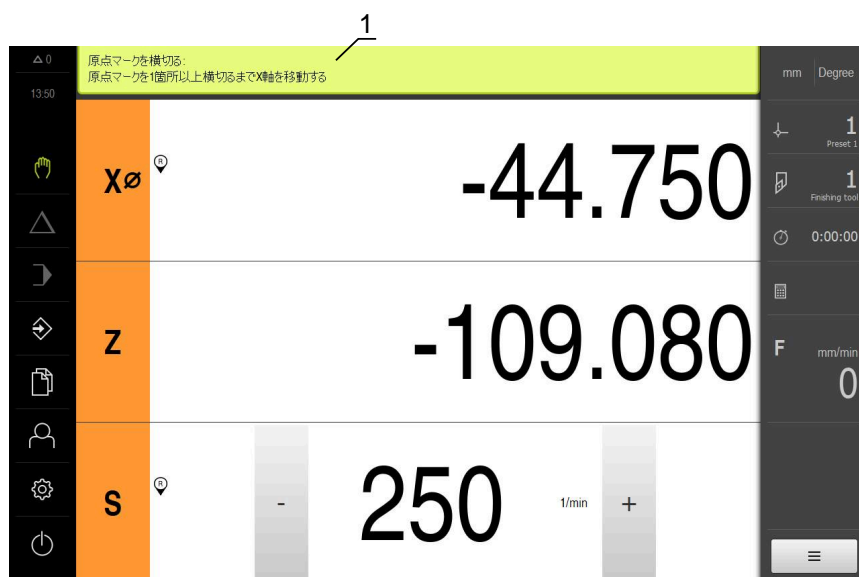 1
0
原点マークを横切る:
原点マークを1箇所以上横切るまでX軸を移動する
mm Degree
13:50
1
Preset 1
X⌀ R -44.750
1
Finishing tool
0:00:00
Z -109.080
F mm/min
0
S R - 250 1/min +